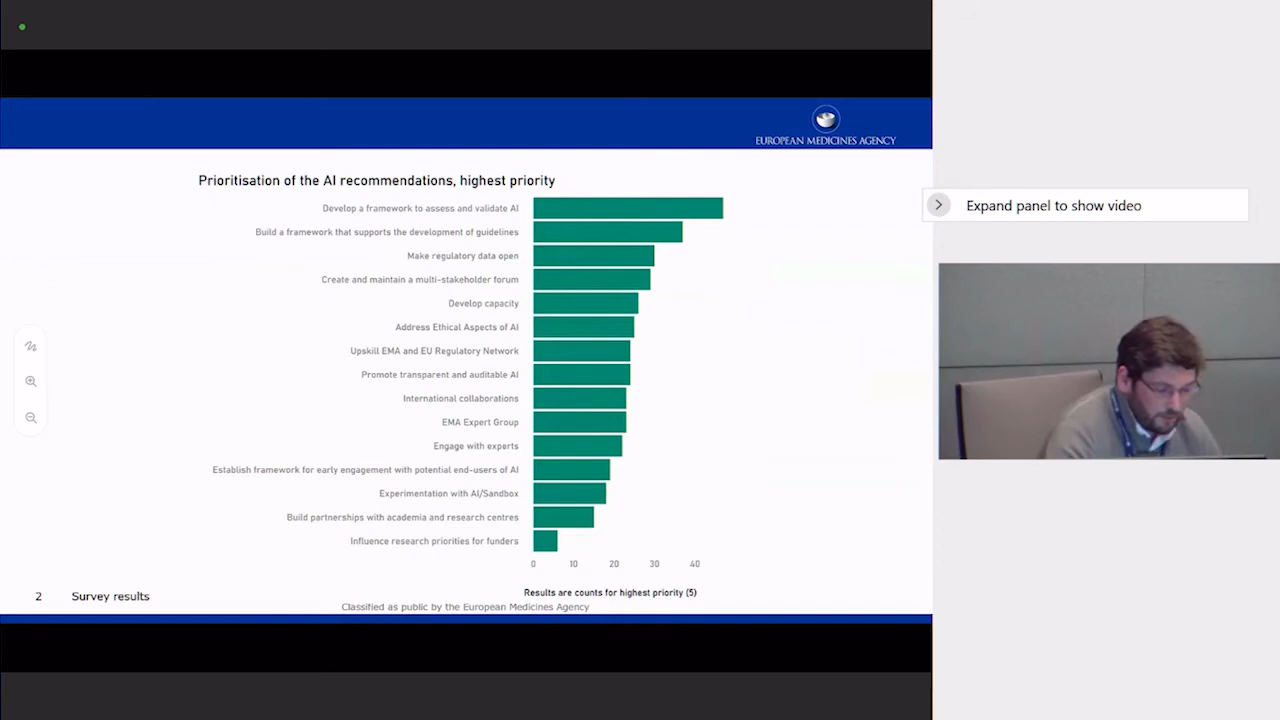 EUROPEAN MEDICINES AGENCY
Prioritisation of the AI recommendations, highest priority
Develop a framework to assess and validate AI
Build a framework that supports the development of guidelines
Make regulatory data open
Create and maintain a multi-stakeholder forum
Develop capacity
Address Ethical Aspects of AI
Upskill EMA and EU Regulatory Network
Promote transparent and auditable AI
International collaborations
EMA Expert Group
Engage with experts
Establish framework for early engagement with potential end-users of AI
Experimentation with AI/Sandbox
Build partnerships with academia and research centres
Influence research priorities for funders
0 10 20 30 40
Results are counts for highest priority (5)
2 Survey results
Classified as public by the European Medicines Agency
Expand panel to show video